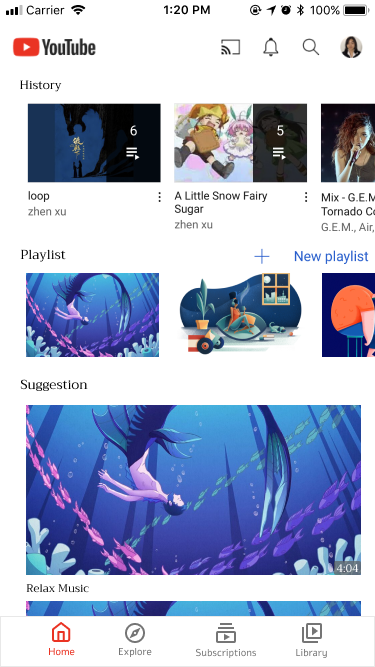 Carrier 1:20 PM 100%
YouTube
History
6
5
loop
zhen xu
A Little Snow Fairy
Sugar
zhen xu
Mix - G.E.M
Tornado Co
G.E.M., Air,
Playlist
New playlist
Suggestion
4:04
Relax Music
Home
Explore
Subscriptions
Library